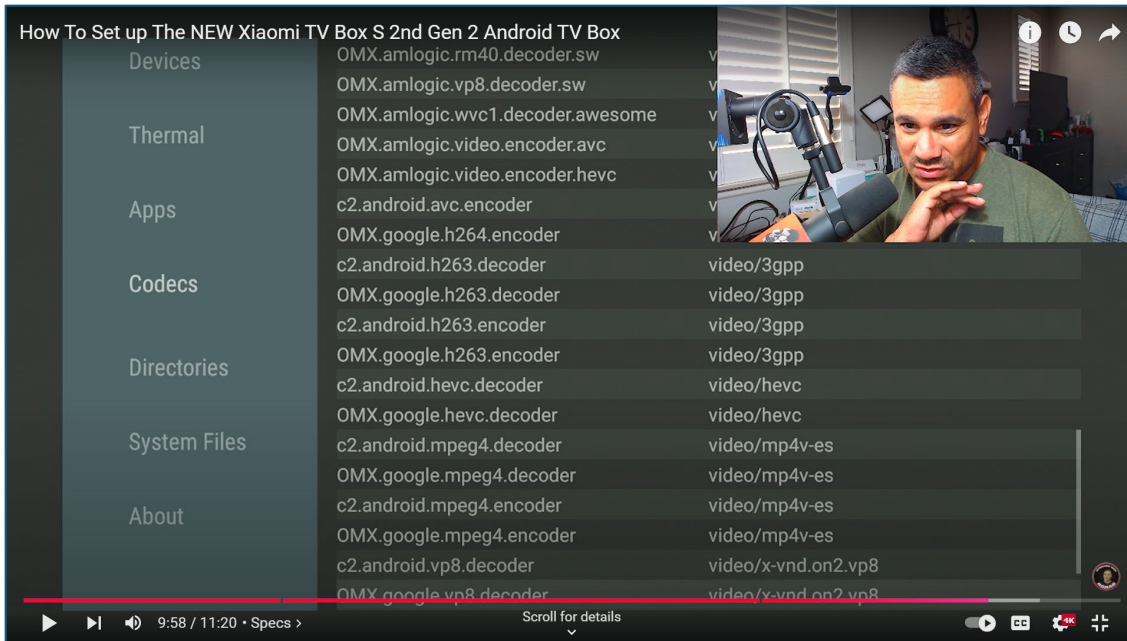 How To Set up The NEW Xiaomi TV Box S 2nd Gen 2 Android TV Box
Devices
Thermal
Apps
Codecs
Directories
System Files
About
OMX.amlogic.rm40.decoder.sw v
OMX.amlogic.vp8.decoder.sw v
OMX.amlogic.wvc1.decoder.awesome v
OMX.amlogic.video.encoder.avc v
OMX.amlogic.video.encoder.hevc v
c2.android.avc.encoder v
OMX.google.h264.encoder v
c2.android.h263.decoder video/3gpp
OMX.google.h263.decoder video/3gpp
c2.android.h263.encoder video/3gpp
OMX.google.h263.encoder video/3gpp
c2.android.hevc.decoder video/hevc
OMX.google.hevc.decoder video/hevc
c2.android.mpeg4.decoder video/mp4v-es
OMX.google.mpeg4.decoder video/mp4v-es
c2.android.mpeg4.encoder video/mp4v-es
OMX.google.mpeg4.encoder video/mp4v-es
c2.android.vp8.decoder video/x-vnd.on2.vp8
OMX.google.vp8.decoder video/x-vnd.on2.vp8
9:58 / 11:20 • Specs >
Scroll for details
CC
4K